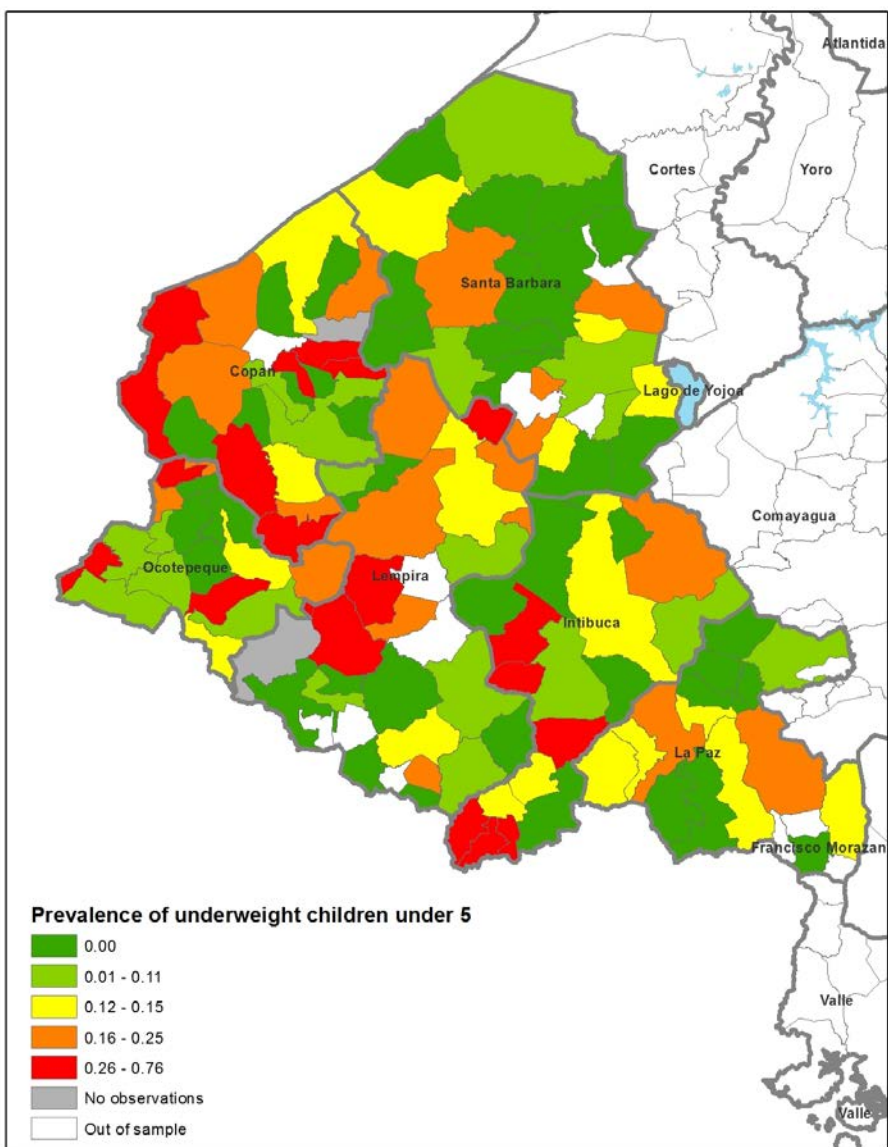 Atlantida
Cortes
Yoro
Santa Barbara
Copan
Lago de Yojoa
Comayagua
Ocotepeque
Lempira
Intibuca
La Paz
Francisco Morazan
Prevalence of underweight children under 5
0.00
0.01 - 0.11
0.12 - 0.15
0.16 - 0.25
0.26 - 0.76
No observations
Out of sample
Valle
Valle